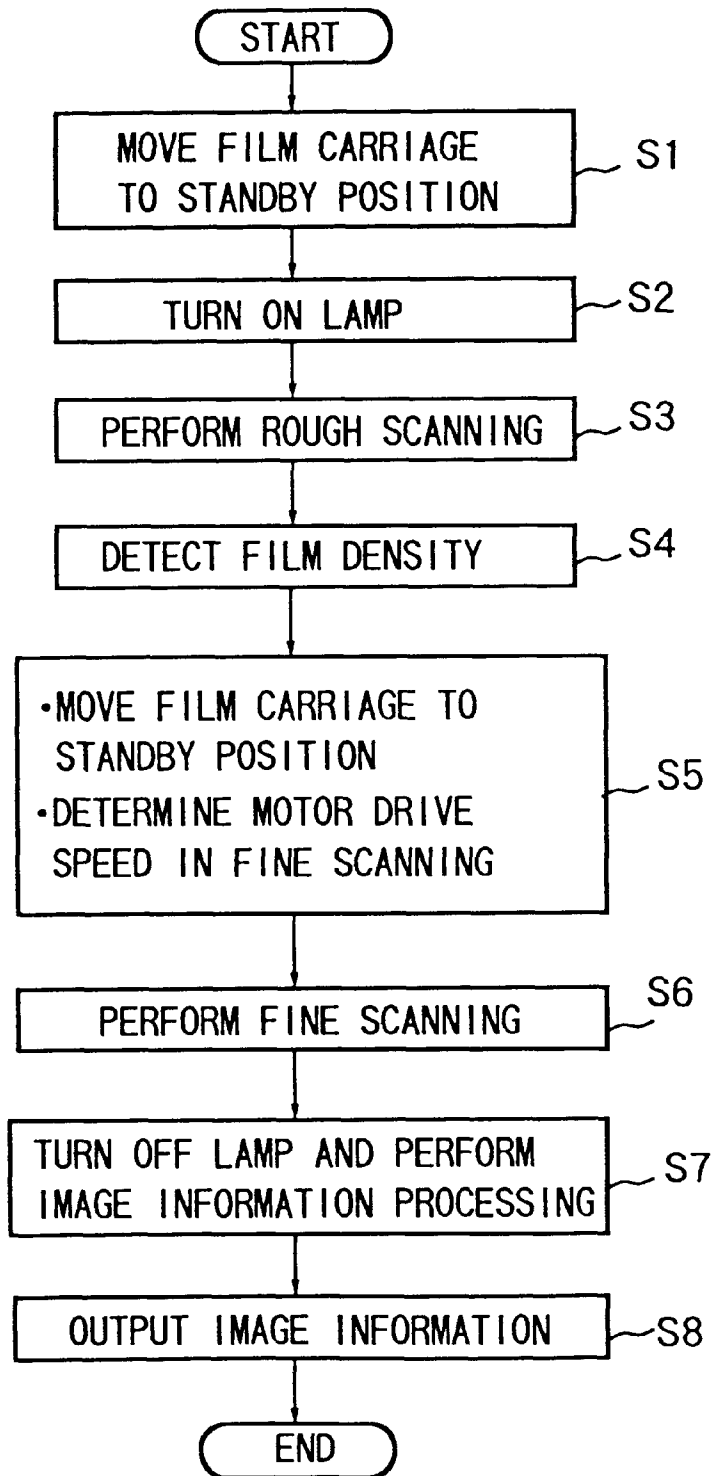 START
MOVE FILM CARRIAGE
TO STANDBY POSITION
S1
TURN ON LAMP
S2
PERFORM ROUGH SCANNING
S3
DETECT FILM DENSITY
S4
•MOVE FILM CARRIAGE TO
STANDBY POSITION
•DETERMINE MOTOR DRIVE
SPEED IN FINE SCANNING
S5
PERFORM FINE SCANNING
S6
TURN OFF LAMP AND PERFORM
IMAGE INFORMATION PROCESSING
S7
OUTPUT IMAGE INFORMATION
S8
END